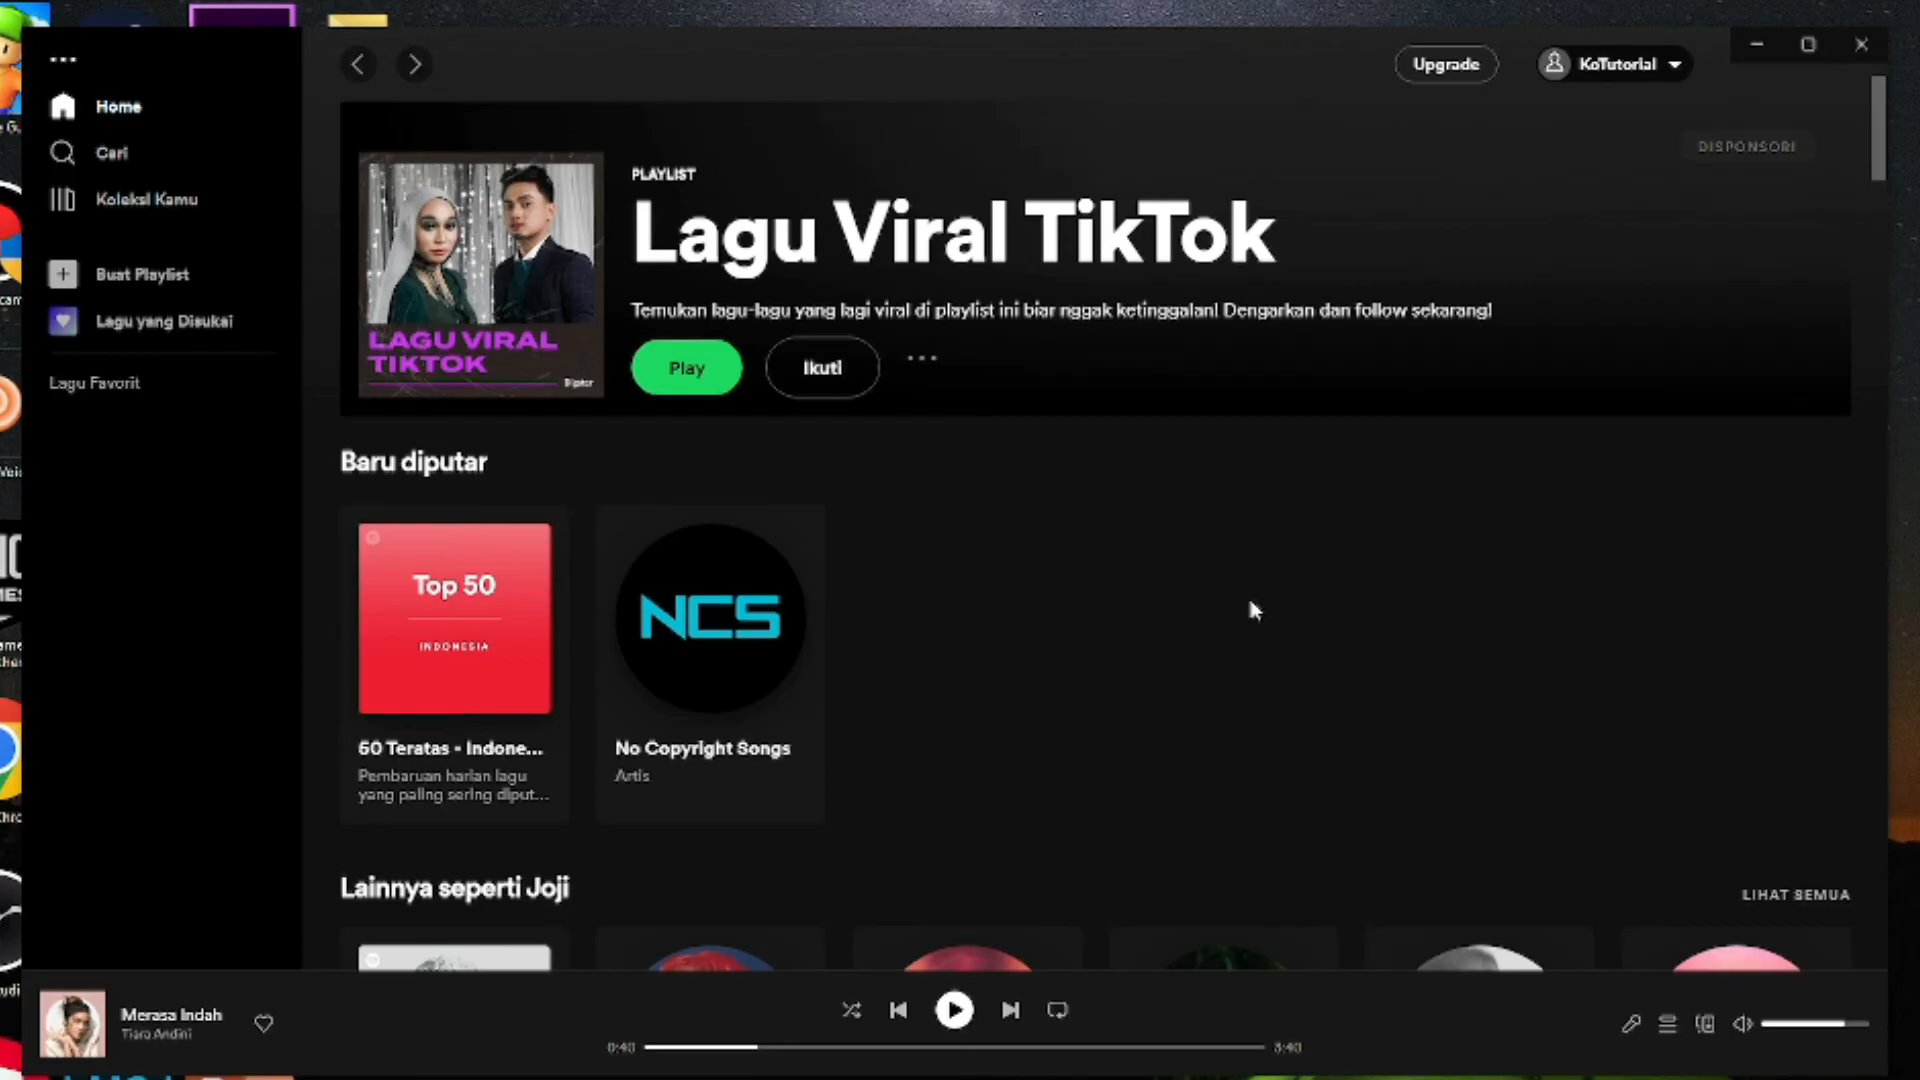 Home
Cari
Koleksi Kamu
Buat Playlist
Lagu yang Disukai
Lagu Favorit
Upgrade
KoTutorial
DISPONSORI
PLAYLIST
Lagu Viral TikTok
Temukan lagu-lagu yang lagi viral di playlist ini biar nggak ketinggalan! Dengarkan dan follow sekarang!
Play
Ikuti
LAGU VIRAL
TIKTOK
Baru diputar
Top 50
INDONESIA
50 Teratas - Indone...
Pembaruan harian lagu
yang paling sering diput...
NCS
No Copyright Songs
Artis
Lainnya seperti Joji
LIHAT SEMUA
Merasa Indah
Tiara Andini
0:40
3:40